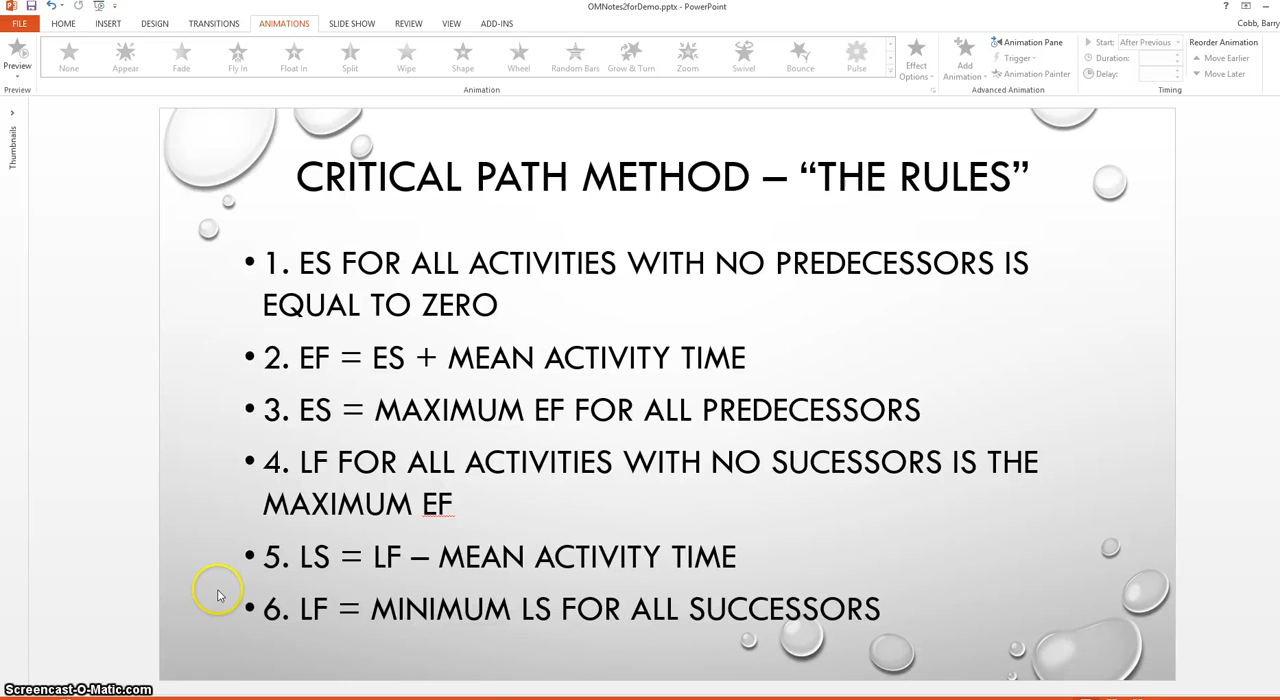 OMNotes2forDemo.pptx - PowerPoint
?
FILE HOME INSERT DESIGN TRANSITIONS ANIMATIONS SLIDE SHOW REVIEW VIEW ADD-INS
Cobb, Barry
Preview
None Appear Fade Fly In Float In Split Wipe Shape Wheel Random Bars Grow & Turn Zoom Swivel Bounce Pulse
Effect Options
Add Animation
Animation Pane
Trigger
Animation Painter
Start: After Previous
Duration:
Delay:
Reorder Animation
Move Earlier
Move Later
Preview Animation Advanced Animation Timing
Thumbnails
CRITICAL PATH METHOD – “THE RULES”
• 1. ES FOR ALL ACTIVITIES WITH NO PREDECESSORS IS
EQUAL TO ZERO
• 2. EF = ES + MEAN ACTIVITY TIME
• 3. ES = MAXIMUM EF FOR ALL PREDECESSORS
• 4. LF FOR ALL ACTIVITIES WITH NO SUCESSORS IS THE
MAXIMUM EF
• 5. LS = LF – MEAN ACTIVITY TIME
• 6. LF = MINIMUM LS FOR ALL SUCCESSORS
Screencast-O-Matic.com